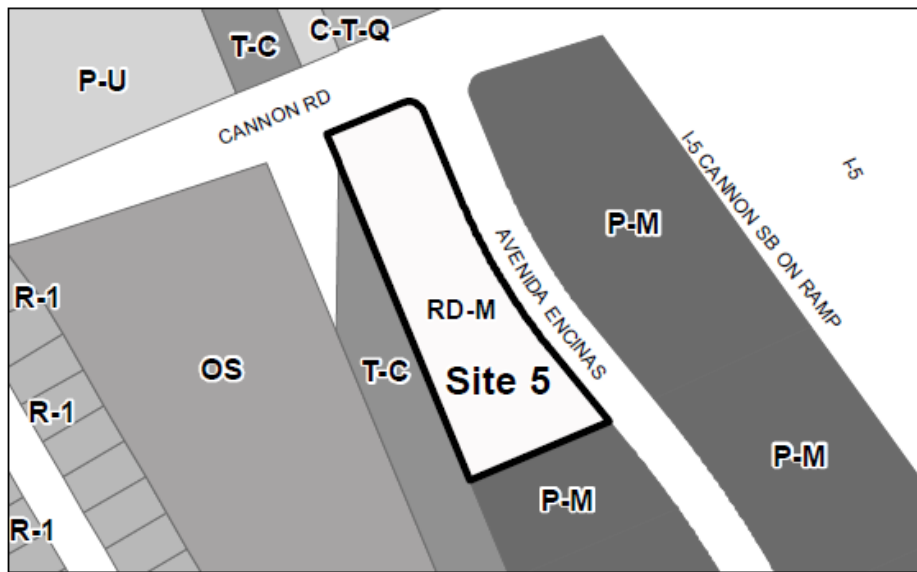 C-T-Q
T-C
P-U
CANNON RD
I-5 CANNON SB ON RAMP
I-5
P-M
AVENIDA ENCINAS
R-1
RD-M
OS
T-C
Site 5
R-1
P-M
P-M
R-1